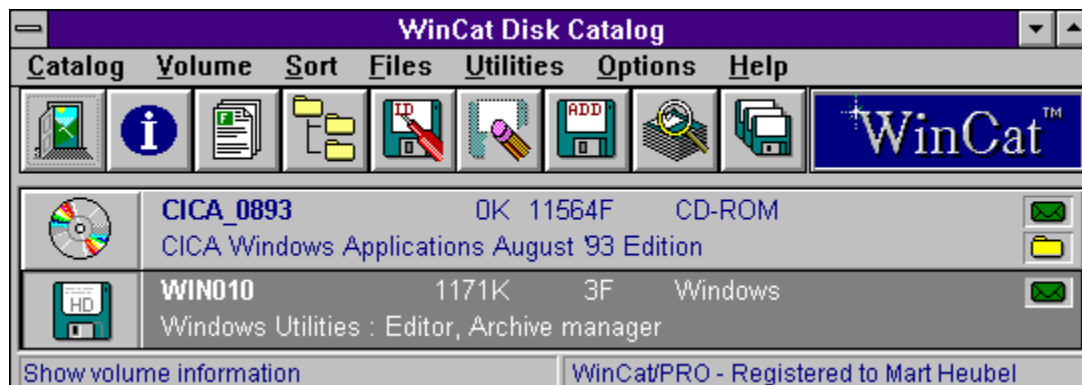 WinCat Disk Catalog
Catalog Volume Sort Files Utilities Options Help
ID ADD WinCat™
CICA_0893 0K 11564F CD-ROM
CICA Windows Applications August '93 Edition
HD
WIN010 1171K 3F Windows
Windows Utilities : Editor, Archive manager
Show volume information WinCat/PRO - Registered to Mart Heubel